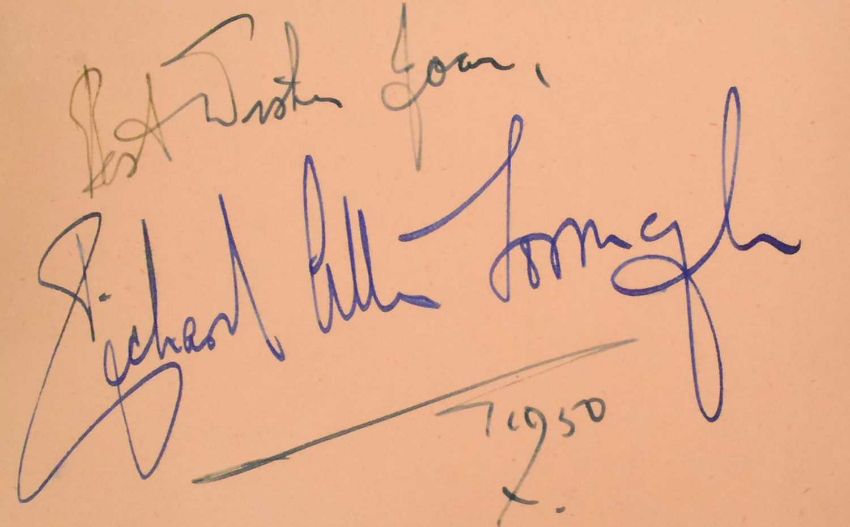 Best Wishes Joan,
Richard Attenborough
1950
x.